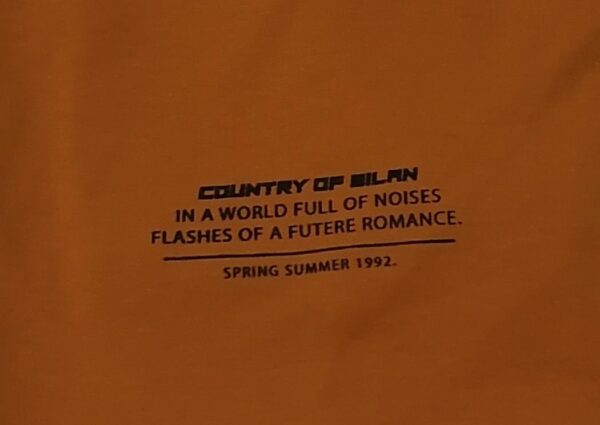 COUNTRY OF BILAN
IN A WORLD FULL OF NOISES
FLASHES OF A FUTERE ROMANCE.
SPRING SUMMER 1992.